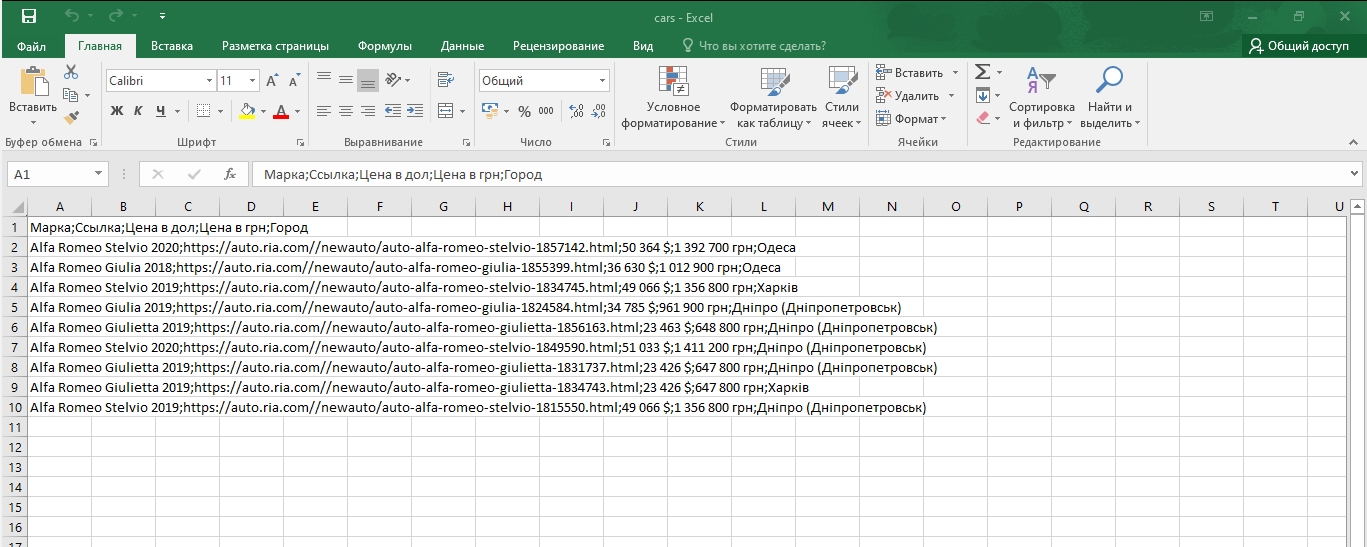 cars - Excel
Файл Главная Вставка Разметка страницы Формулы Данные Рецензирование Вид Что вы хотите сделать? Общий доступ
Вставить
Calibri 11
Ж К Ч А
Общий
% 000
Условное форматирование
Форматировать как таблицу
Стили ячеек
Вставить
Удалить
Формат
Сортировка и фильтр
Найти и выделить
Буфер обмена Шрифт Выравнивание Число Стили Ячейки Редактирование
A1 fx Марка;Ссылка;Цена в дол;Цена в грн;Город
A B C D E F G H I J K L M N O P Q R S T U
1 Марка;Ссылка;Цена в дол;Цена в грн;Город
2 Alfa Romeo Stelvio 2020;https://auto.ria.com//newauto/auto-alfa-romeo-stelvio-1857142.html;50 364 $;1 392 700 грн;Одеса
3 Alfa Romeo Giulia 2018;https://auto.ria.com//newauto/auto-alfa-romeo-giulia-1855399.html;36 630 $;1 012 900 грн;Одеса
4 Alfa Romeo Stelvio 2019;https://auto.ria.com//newauto/auto-alfa-romeo-stelvio-1834745.html;49 066 $;1 356 800 грн;Харків
5 Alfa Romeo Giulia 2019;https://auto.ria.com//newauto/auto-alfa-romeo-giulia-1824584.html;34 785 $;961 900 грн;Дніпро (Дніпропетровськ)
6 Alfa Romeo Giulietta 2019;https://auto.ria.com//newauto/auto-alfa-romeo-giulietta-1856163.html;23 463 $;648 800 грн;Дніпро (Дніпропетровськ)
7 Alfa Romeo Stelvio 2020;https://auto.ria.com//newauto/auto-alfa-romeo-stelvio-1849590.html;51 033 $;1 411 200 грн;Дніпро (Дніпропетровськ)
8 Alfa Romeo Giulietta 2019;https://auto.ria.com//newauto/auto-alfa-romeo-giulietta-1831737.html;23 426 $;647 800 грн;Дніпро (Дніпропетровськ)
9 Alfa Romeo Giulietta 2019;https://auto.ria.com//newauto/auto-alfa-romeo-giulietta-1834743.html;23 426 $;647 800 грн;Харків
10 Alfa Romeo Stelvio 2019;https://auto.ria.com//newauto/auto-alfa-romeo-stelvio-1815550.html;49 066 $;1 356 800 грн;Дніпро (Дніпропетровськ)
11
12
13
14
15
16
17